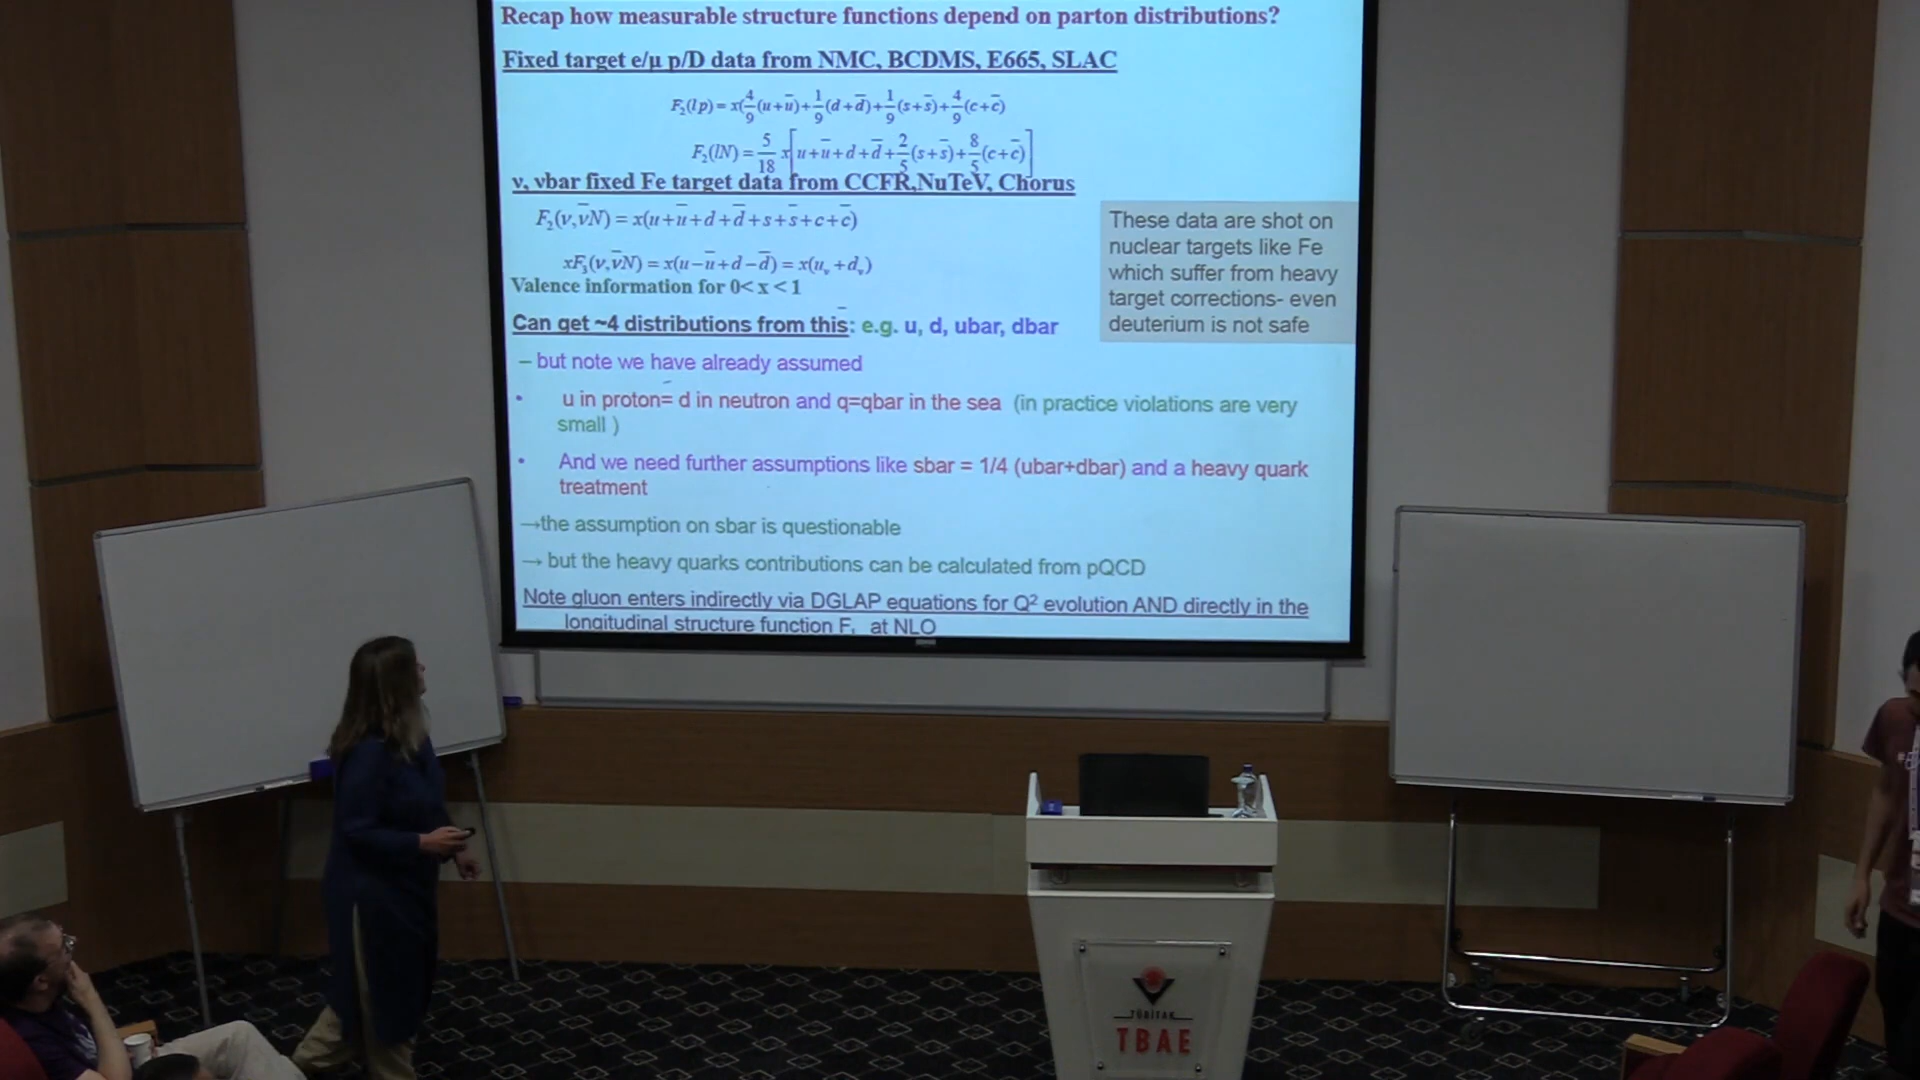 Recap how measurable structure functions depend on parton distributions?
Fixed target e/μ p/D data from NMC, BCDMS, E665, SLAC
F₂(lp) = x(4/9(u+ū)+1/9(d+d̄)+1/9(s+s̄)+4/9(c+c̄)
F₂(lN) = 5/18 x[u+ū+d+d̄+2/5(s+s̄)+8/5(c+c̄)]
ν, νbar fixed Fe target data from CCFR,NuTeV, Chorus
F₂(ν,ν̄N) = x(u+ū+d+d̄+s+s̄+c+c̄)
xF₃(ν,ν̄N) = x(u−ū+d−d̄) = x(uᵥ+dᵥ)
Valence information for 0< x <1
These data are shot on
nuclear targets like Fe
which suffer from heavy
target corrections- even
deuterium is not safe
Can get ~4 distributions from this: e.g. u, d, ubar, dbar
– but note we have already assumed
• u in proton= d in neutron and q=qbar in the sea (in practice violations are very
small )
• And we need further assumptions like sbar = 1/4 (ubar+dbar) and a heavy quark
treatment
→the assumption on sbar is questionable
→ but the heavy quarks contributions can be calculated from pQCD
Note gluon enters indirectly via DGLAP equations for Q² evolution AND directly in the
longitudinal structure function F at NLO
TÜBİTAK
TBAE